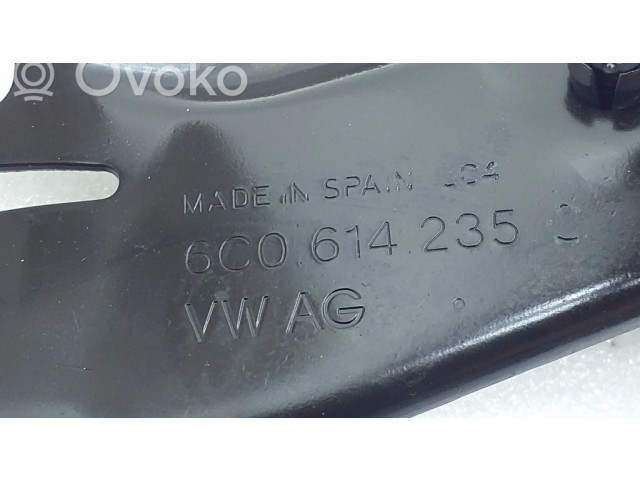 Ovoko
MADE IN SPAIN
6C0.614.235
VW AG